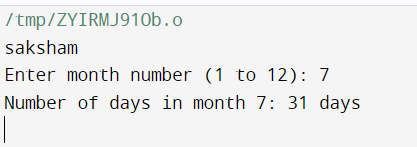 /tmp/ZYIRMJ91Ob.o
saksham
Enter month number (1 to 12): 7
Number of days in month 7: 31 days